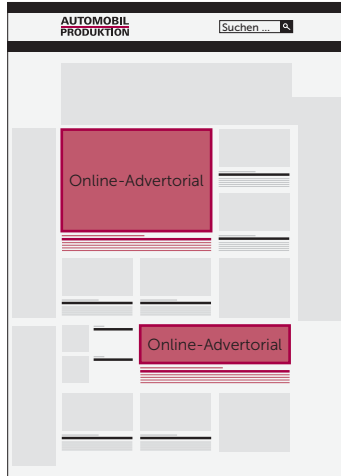 AUTOMOBIL
PRODUKTION
Suchen ...
Online-Advertorial
Online-Advertorial